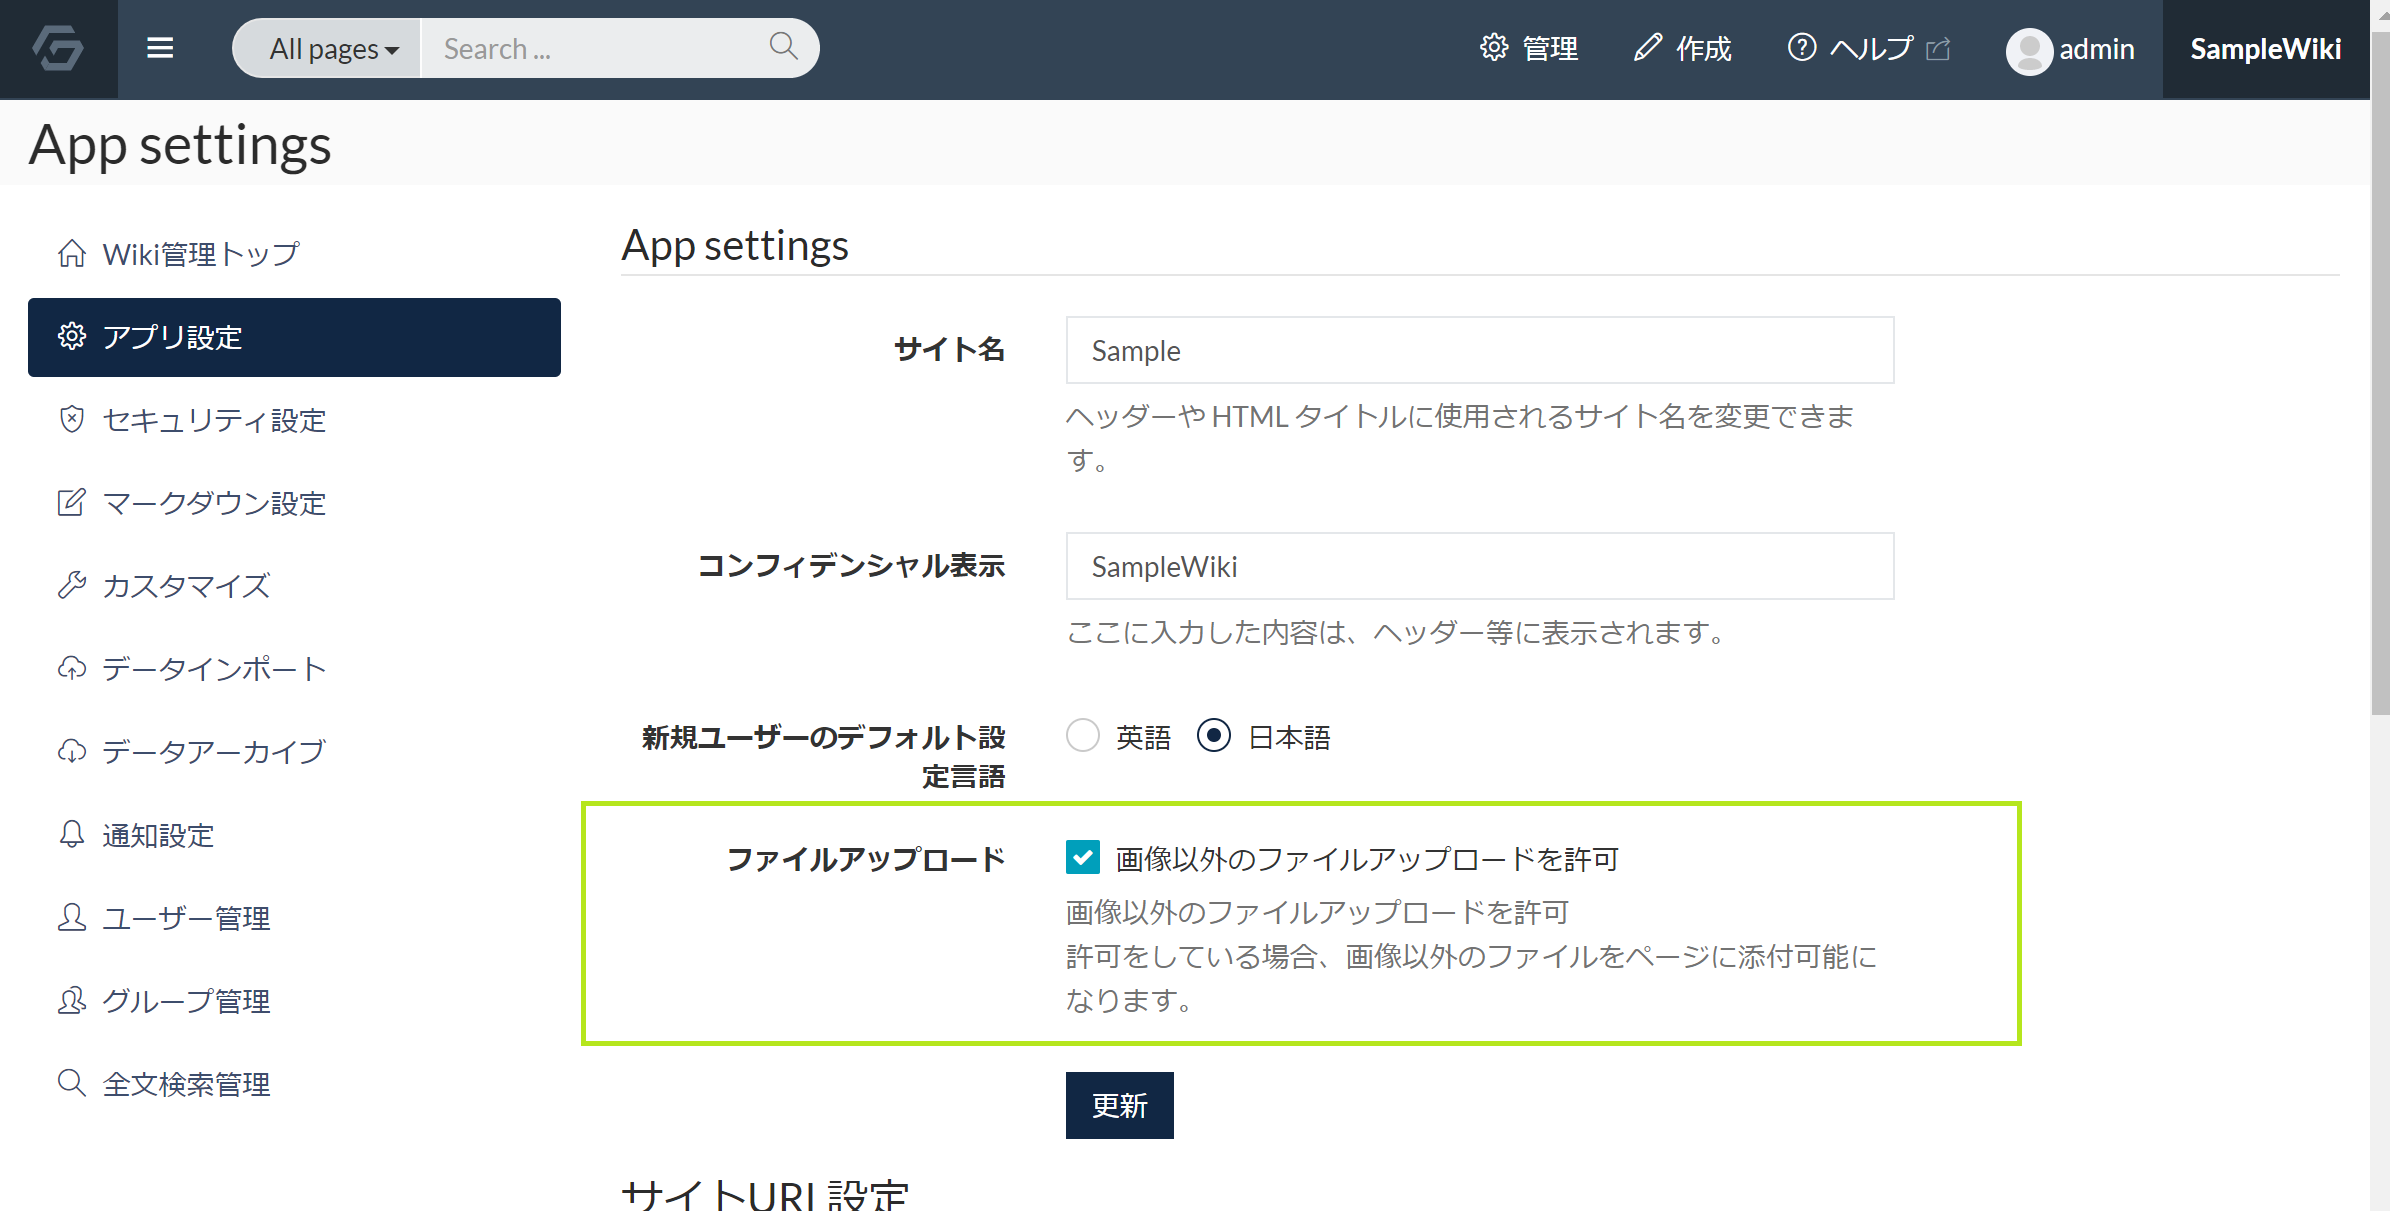 All pages
Search ...
管理
作成
ヘルプ
admin
SampleWiki
App settings
Wiki管理トップ
アプリ設定
セキュリティ設定
マークダウン設定
カスタマイズ
データインポート
データアーカイブ
通知設定
ユーザー管理
グループ管理
全文検索管理
App settings
サイト名
Sample
ヘッダーや HTML タイトルに使用されるサイト名を変更できま
す。
コンフィデンシャル表示
SampleWiki
ここに入力した内容は、ヘッダー等に表示されます。
新規ユーザーのデフォルト設
定言語
英語
日本語
ファイルアップロード
画像以外のファイルアップロードを許可
画像以外のファイルアップロードを許可
許可をしている場合、画像以外のファイルをページに添付可能に
なります。
更新
サイトURL 設定